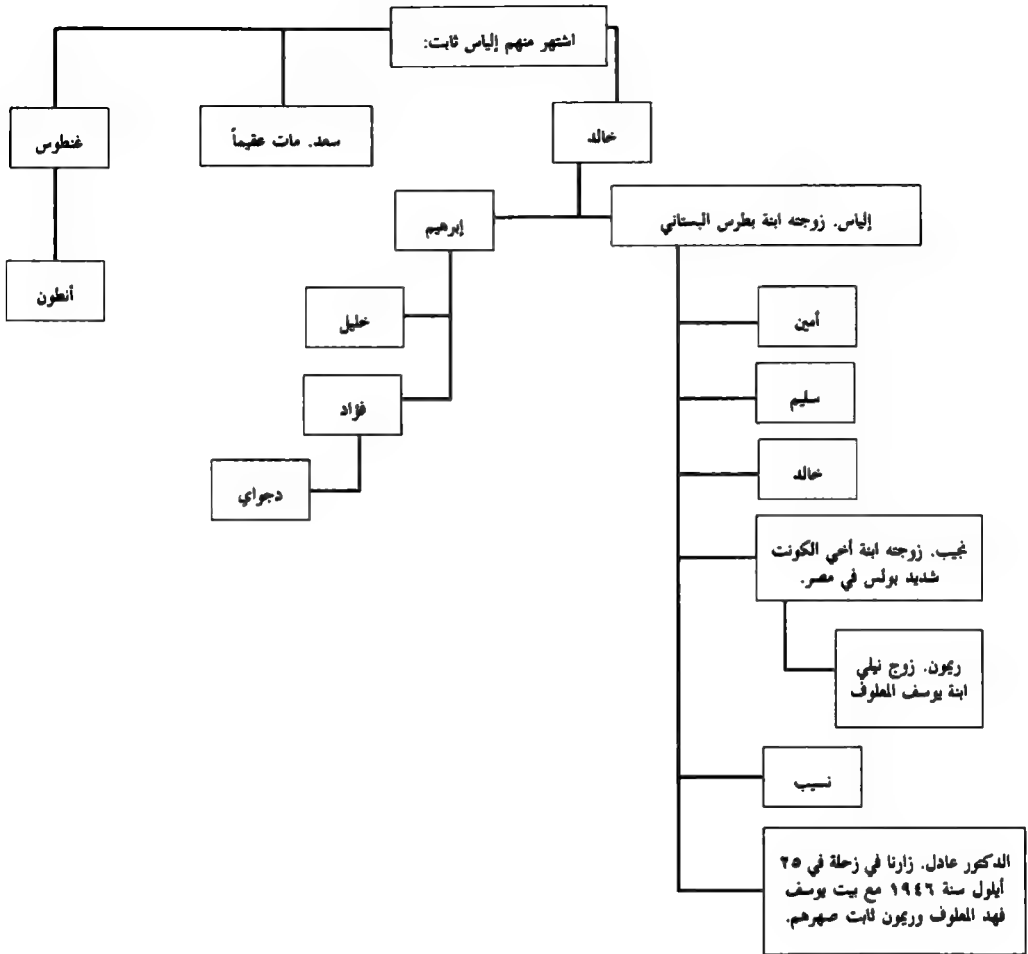 اشتهر منهم إلياس ثابت:
خالد
سعد. مات عقيماً
غنطوس
إلياس. زوجته ابنة بطرس البستاني
إبرهيم
أنطون
خليل
فؤاد
دجواي
أمين
سليم
خالد
نجيب. زوجته ابنة أخي الكونت
شديد بولس في مصر.
ريمون. زوج نيلي
ابنة يوسف المعلوف
نسيب
الدكتور عادل. زارنا في زحلة في ٢٥
أيلول سنة ١٩٤٦ مع بيت يوسف
فهد المعلوف وريمون ثابت صهرهم.